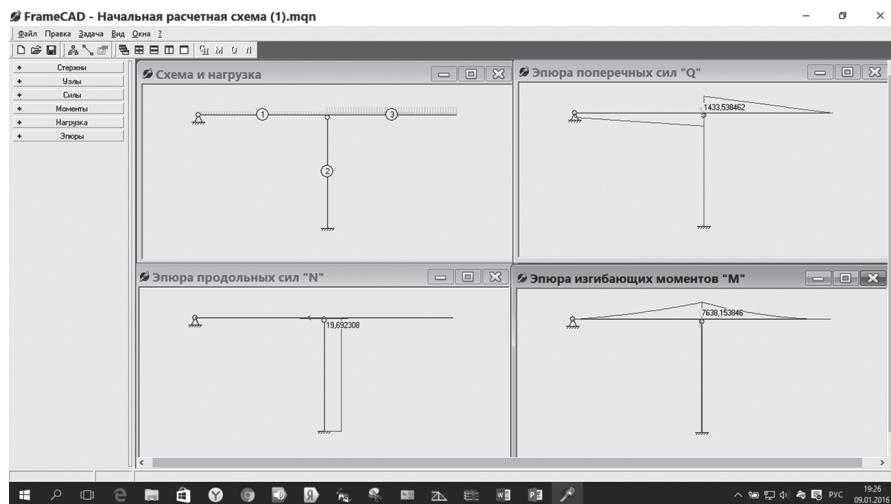 FrameCAD - Начальная расчетная схема (1).mqn
Файл Правка Задача Вид Окна ?
+ Стержни
+ Узлы
+ Силы
+ Моменты
+ Нагрузка
+ Эпюры
Схема и нагрузка
1
3
2
Эпюра поперечных сил "Q"
1433,538462
Эпюра продольных сил "N"
19,692308
Эпюра изгибающих моментов "M"
7638,153846
РУС
19:26
09.01.2016